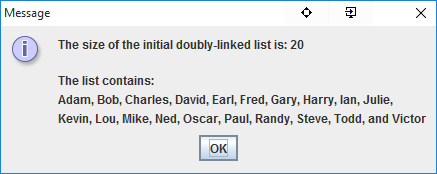 Message
The size of the initial doubly-linked list is: 20
The list contains:
Adam, Bob, Charles, David, Earl, Fred, Gary, Harry, Ian, Julie,
Kevin, Lou, Mike, Ned, Oscar, Paul, Randy, Steve, Todd, and Victor
OK